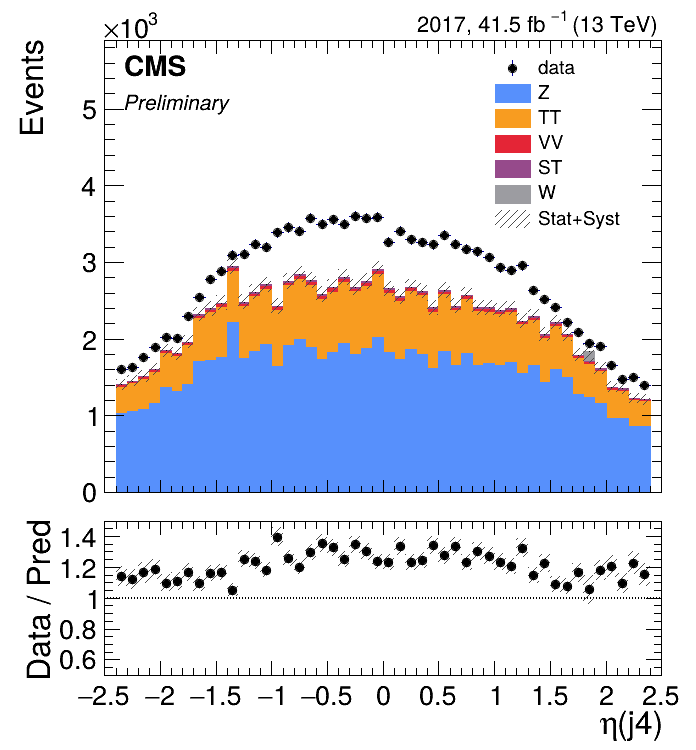 ×10³
2017, 41.5 fb⁻¹ (13 TeV)
CMS
Preliminary
Events
data
Z
TT
VV
ST
W
Stat+Syst
5
4
3
2
1
0
Data / Pred
1.4
1.2
1
0.8
0.6
−2.5 −2 −1.5 −1 −0.5 0 0.5 1 1.5 2 2.5
η(j4)